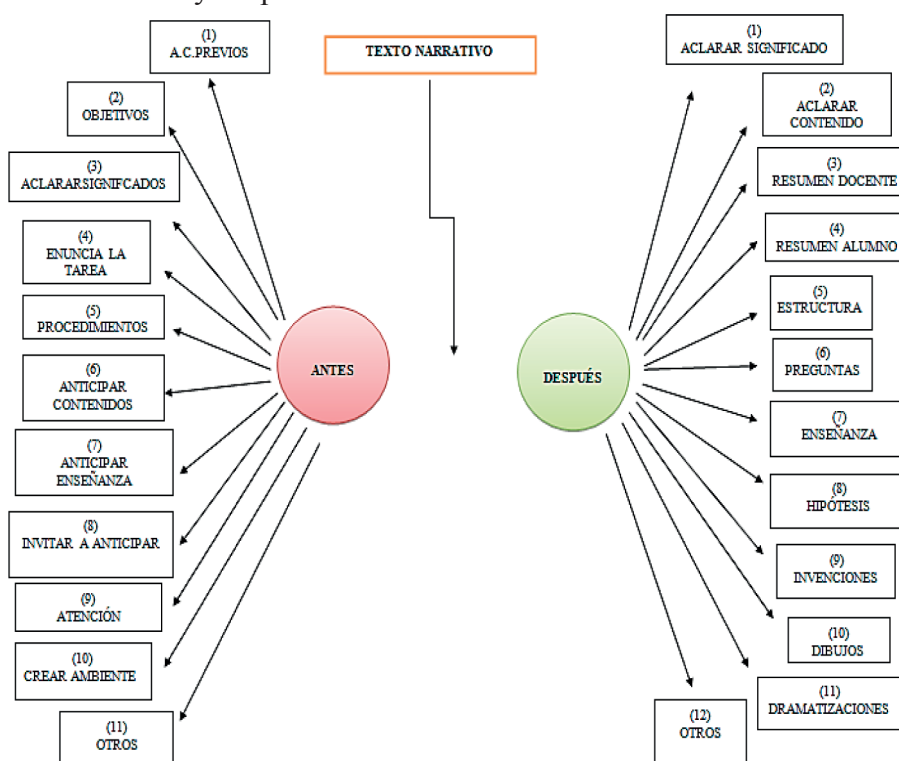 (1)
A.C.PREVIOS
TEXTO NARRATIVO
(2)
OBJETIVOS
(3)
ACLARARSIGNIFCADOS
(4)
ENUNCIA LA
TAREA
(5)
PROCEDIMIENTOS
(6)
ANTICIPAR
CONTENIDOS
(7)
ANTICIPAR
ENSEÑANZA
(8)
INVITAR A ANTICIPAR
(9)
ATENCIÓN
(10)
CREAR AMBIENTE
(11)
OTROS
ANTES
DESPUÉS
(1)
ACLARAR SIGNIFICADO
(2)
ACLARAR
CONTENIDO
(3)
RESUMEN DOCENTE
(4)
RESUMEN ALUMNO
(5)
ESTRUCTURA
(6)
PREGUNTAS
(7)
ENSEÑANZA
(8)
HIPÓTESIS
(9)
INVENCIONES
(10)
DIBUJOS
(11)
DRAMATIZACIONES
(12)
OTROS